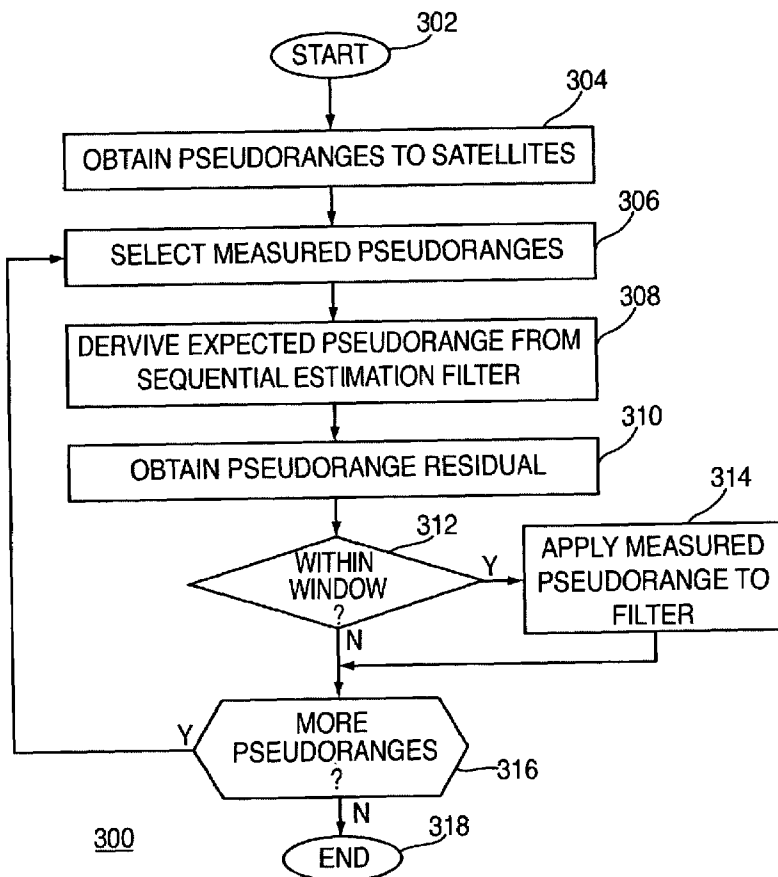 START
302
304
OBTAIN PSEUDORANGES TO SATELLITES
306
SELECT MEASURED PSEUDORANGES
308
DERVIVE EXPECTED PSEUDORANGE FROM
SEQUENTIAL ESTIMATION FILTER
310
OBTAIN PSEUDORANGE RESIDUAL
312
WITHIN
WINDOW
?
Y
N
314
APPLY MEASURED
PSEUDORANGE TO
FILTER
Y
MORE
PSEUDORANGES
?
316
N
300
END
318